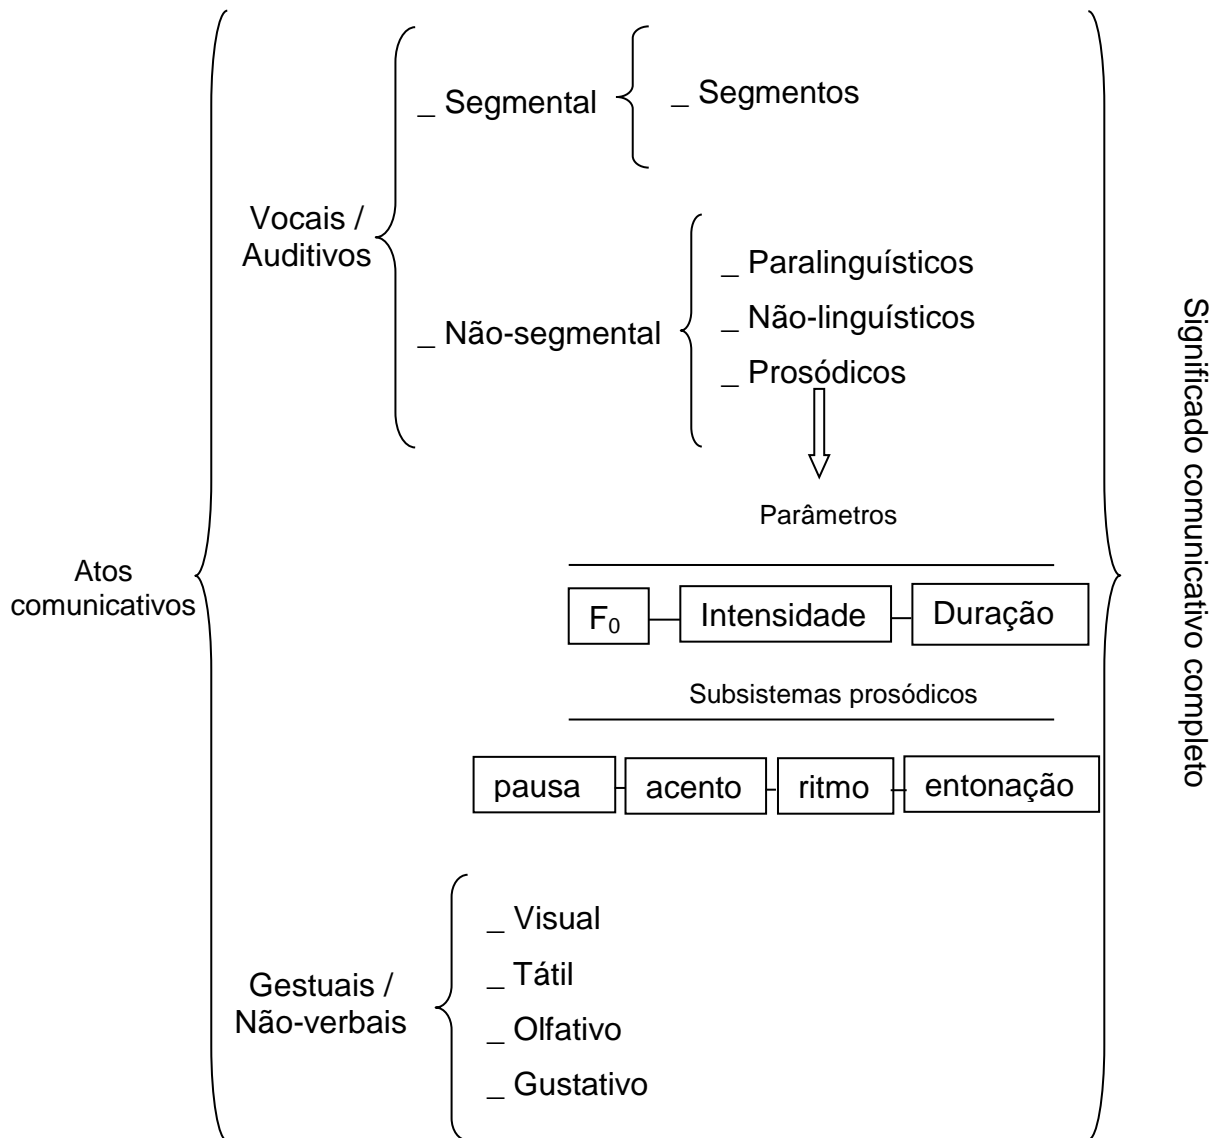 _ Segmental
_ Segmentos
Vocais /
Auditivos
_ Não-segmental
_ Paralinguísticos
_ Não-linguísticos
_ Prosódicos
Parâmetros
F₀
Intensidade
Duração
Subsistemas prosódicos
pausa
acento
ritmo
entonação
Atos
comunicativos
Gestuais /
Não-verbais
_ Visual
_ Tátil
_ Olfativo
_ Gustativo
Significado comunicativo completo